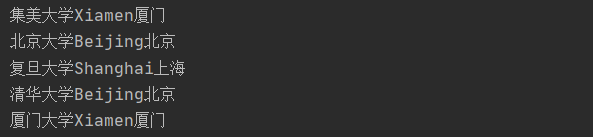 集美大学Xiamen厦门
北京大学Beijing北京
复旦大学Shanghai上海
清华大学Beijing北京
厦门大学Xiamen厦门